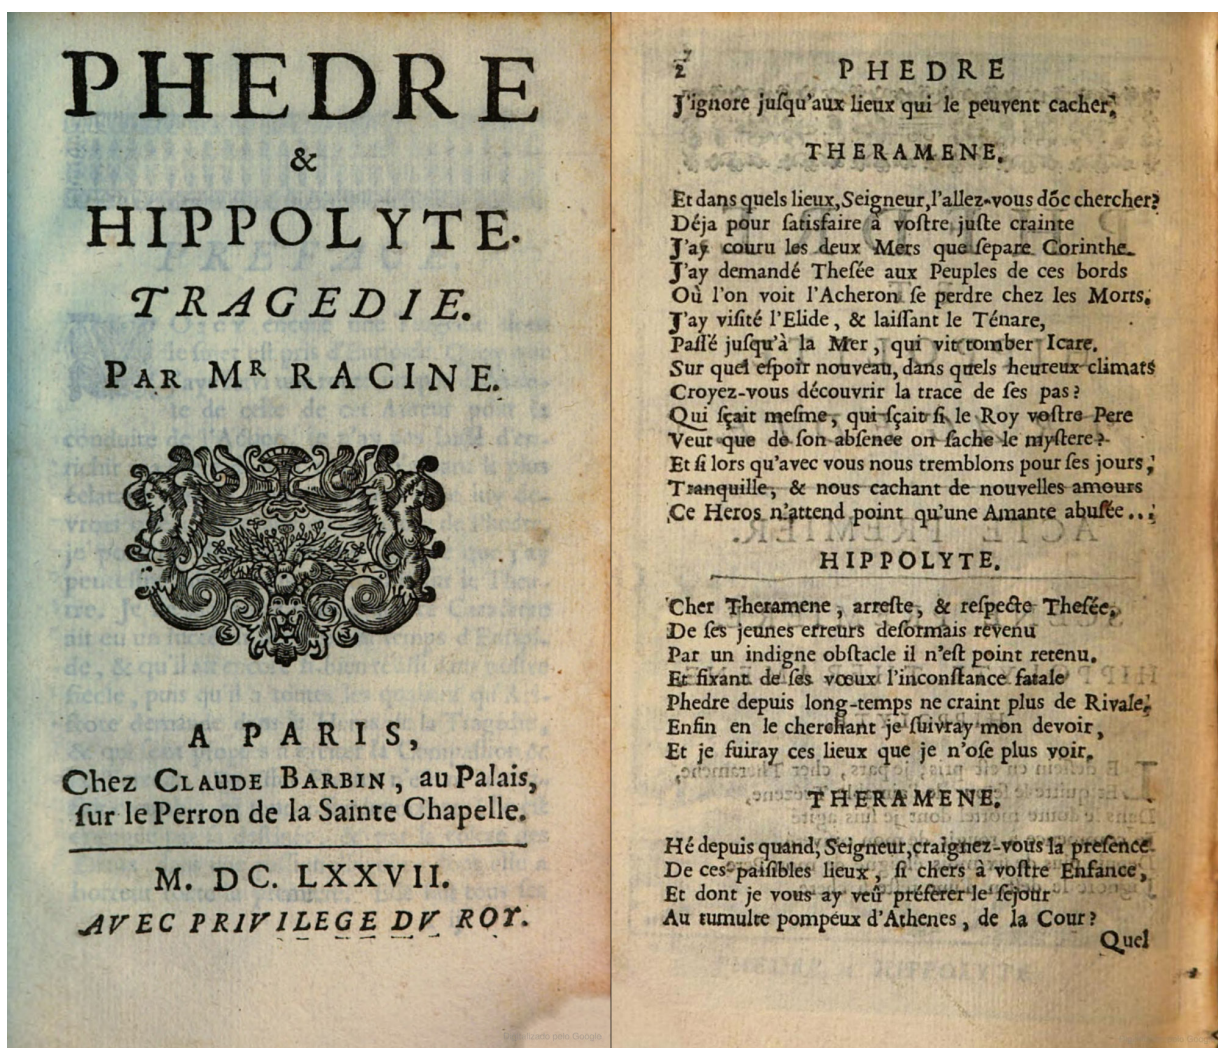 PHEDRE
&
HIPPOLYTE.
TRAGEDIE.
PAR MR RACINE.
A PARIS,
Chez CLAUDE BARBIN, au Palais,
ſur le Perron de la Sainte Chapelle.
M. DC. LXXVII.
AVEC PRIVILEGE DV ROY.
2
PHEDRE
J'ignore juſqu'aux lieux qui le peuvent cacher.
THERAMENE.
Et dans quels lieux, Seigneur, l'allez-vous dõc chercher?
Déja pour ſatisfaire à voſtre juſte crainte
J'ay couru les deux Mers que ſepare Corinthe.
J'ay demandé Theſée aux Peuples de ces bords
Où l'on voit l'Acheron ſe perdre chez les Morts.
J'ay viſité l'Elide, & laiſſant le Ténare,
Paſſé juſqu'à la Mer, qui vit tomber Icare.
Sur quel eſpoir nouveau, dans quels heureux climats
Croyez-vous découvrir la trace de ſes pas?
Qui ſçait meſme, qui ſçait ſi le Roy voſtre Pere
Veut que de ſon abſence on ſache le myſtere?
Et ſi lors qu'avec vous nous tremblons pour ſes jours,
Tranquille, & nous cachant de nouvelles amours
Ce Heros n'attend point qu'une Amante abuſée...
HIPPOLYTE.
Cher Theramene, arreſte, & reſpecte Theſée.
De ſes jeunes erreurs deſormais revenu
Par un indigne obſtacle il n'eſt point retenu.
Et fixant de ſes vœux l'inconſtance fatale
Phedre depuis long-temps ne craint plus de Rivale.
Enfin en le cherchant je ſuivray mon devoir,
Et je fuiray ces lieux que je n'oſe plus voir.
THERAMENE.
Hé depuis quand, Seigneur, craignez-vous la preſence
De ces paiſibles lieux, ſi chers à voſtre Enfance,
Et dont je vous ay veû préferer le ſejour
Au tumulte pompeux d'Athenes, de la Cour?
Quel